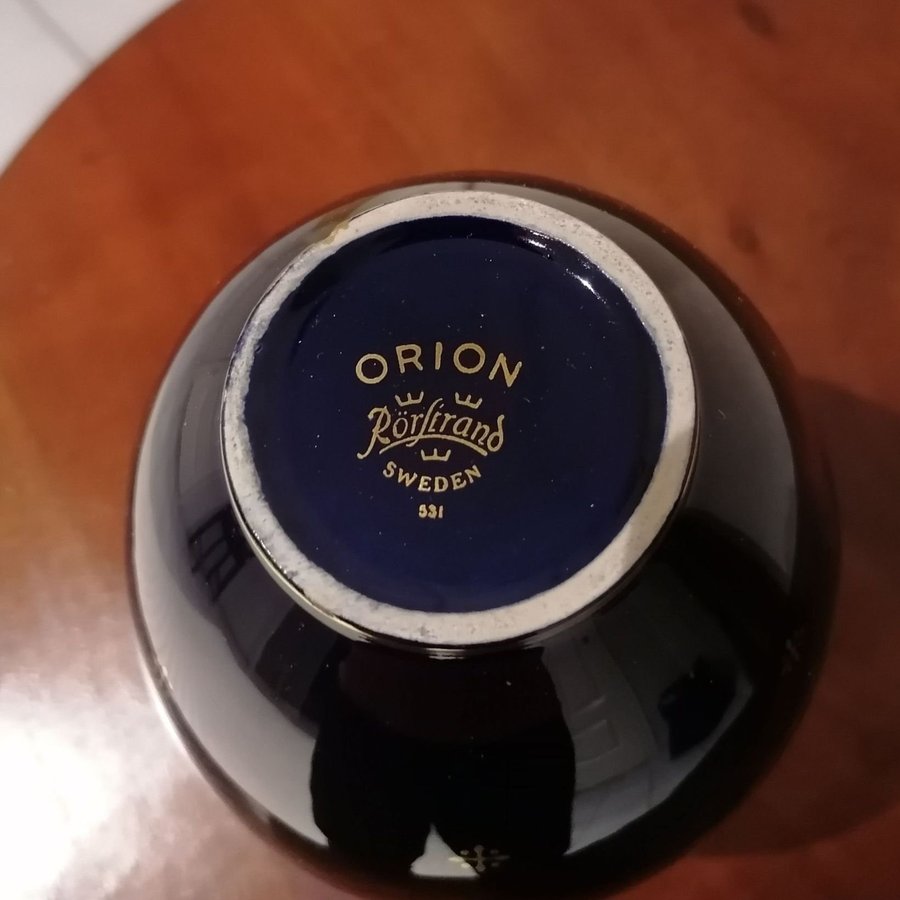 ORION
Rörstrand
SWEDEN
531